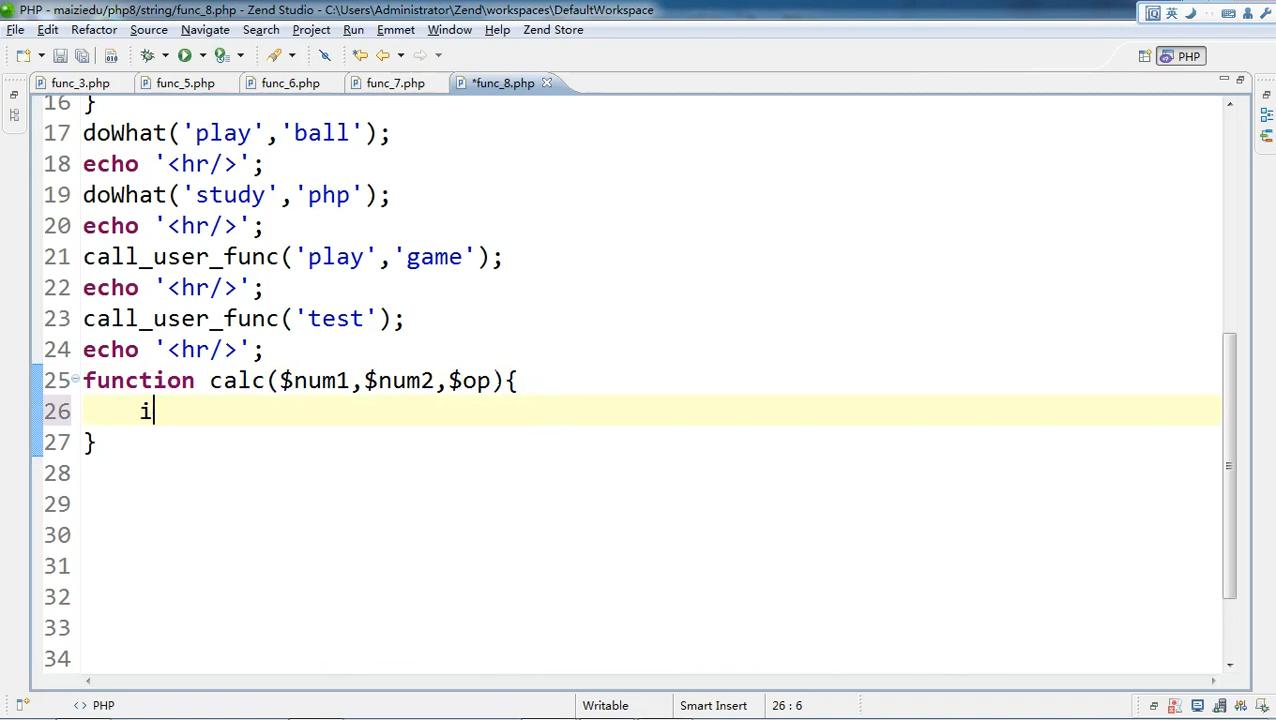 PHP - maiziedu/php8/string/func_8.php - Zend Studio - C:\Users\Administrator\Zend\workspaces\DefaultWorkspace
英
File Edit Refactor Source Navigate Search Project Run Emmet Window Help Zend Store
PHP
func_3.php func_5.php func_6.php func_7.php *func_8.php
16 }
17 doWhat('play','ball');
18 echo '<hr/>';
19 doWhat('study','php');
20 echo '<hr/>';
21 call_user_func('play','game');
22 echo '<hr/>';
23 call_user_func('test');
24 echo '<hr/>';
25 function calc($num1,$num2,$op){
26 i
27 }
28
29
30
31
32
33
34
<> PHP Writable Smart Insert 26 : 6